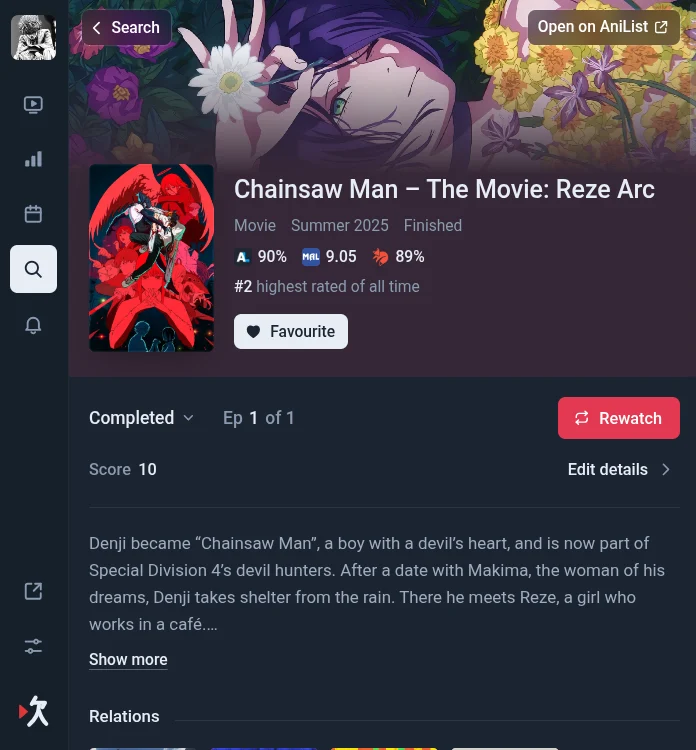 Search
Open on AniList
Chainsaw Man – The Movie: Reze Arc
Movie Summer 2025 Finished
A. 90% MAL 9.05 89%
#2 highest rated of all time
Favourite
Completed Ep 1 of 1
Rewatch
Score 10
Edit details
Denji became “Chainsaw Man”, a boy with a devil’s heart, and is now part of
Special Division 4’s devil hunters. After a date with Makima, the woman of his
dreams, Denji takes shelter from the rain. There he meets Reze, a girl who
works in a café.…
Show more
Relations